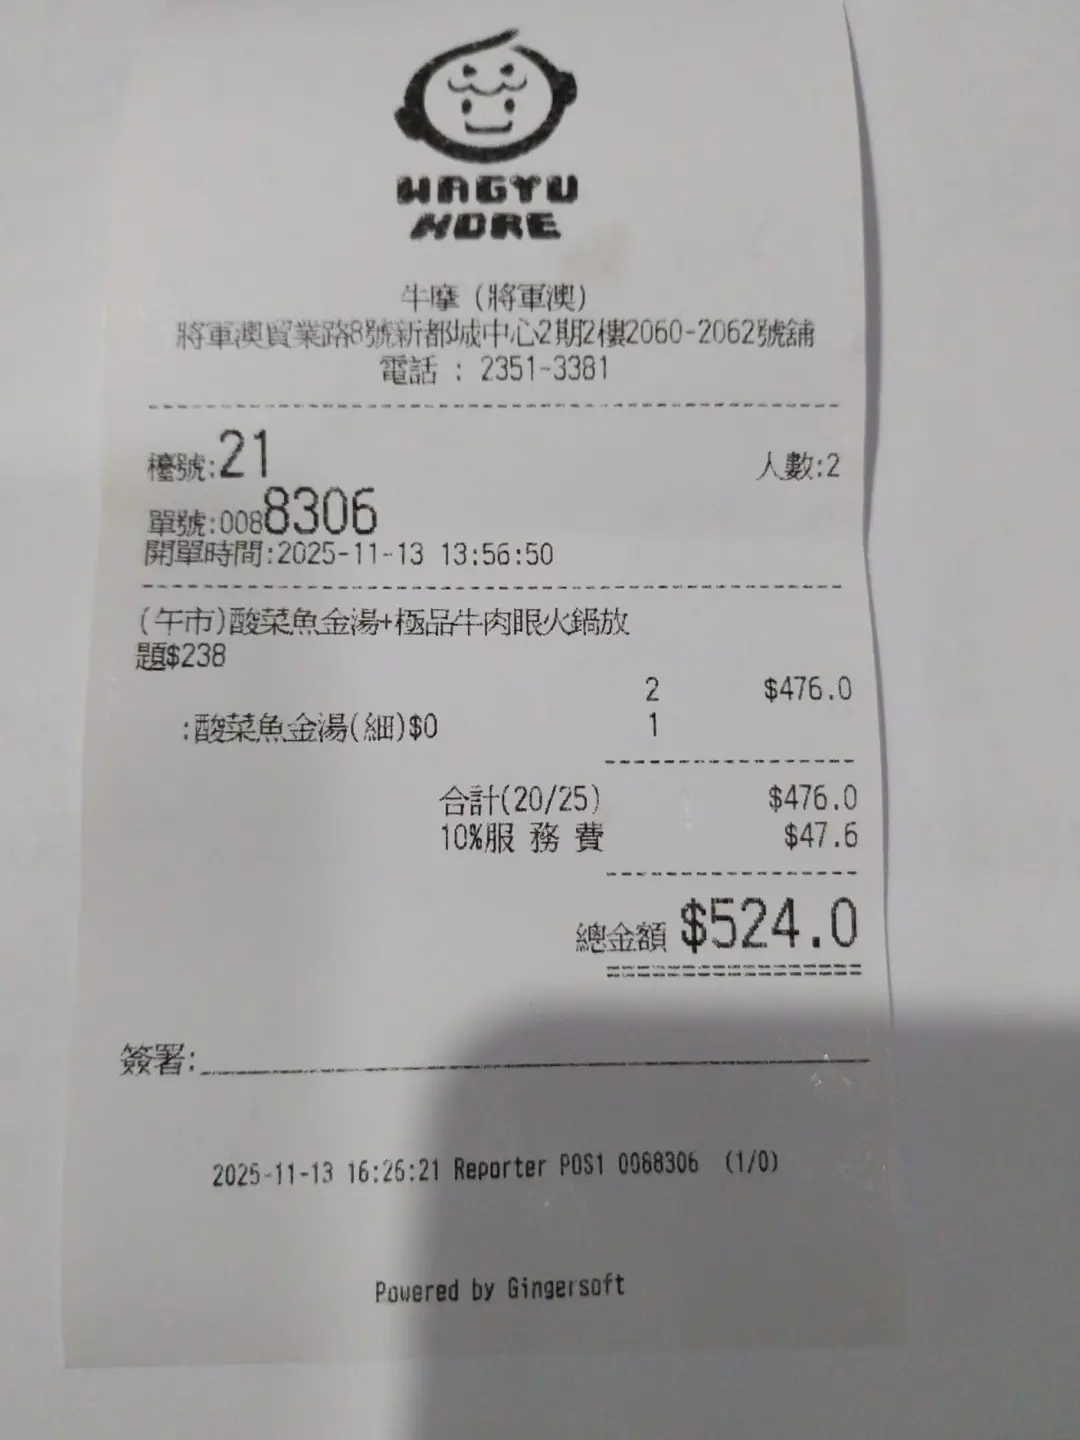 WAGYU
MORE
牛摩（將軍澳）
將軍澳貿業路8號新都城中心2期2樓2060-2062號舖
電話 : 2351-3381
檯號:21
人數:2
單號:0088306
開單時間:2025-11-13 13:56:50
(午市)酸菜魚金湯+極品牛肉眼火鍋放
題$238
2 $476.0
:酸菜魚金湯(細)$0 1
合計(20/25) $476.0
10%服 務 費 $47.6
總金額 $524.0
簽署:
2025-11-13 16:26:21 Reporter POS1 0088306 (1/0)
Powered by Gingersoft